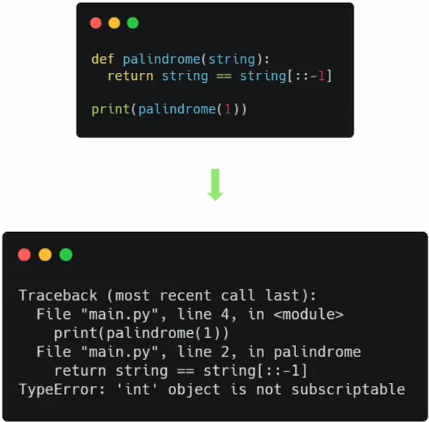 def palindrome(string):
  return string == string[::-1]
print(palindrome(1))
Traceback (most recent call last):
  File "main.py", line 4, in <module>
    print(palindrome(1))
  File "main.py", line 2, in palindrome
    return string == string[::-1]
TypeError: 'int' object is not subscriptable